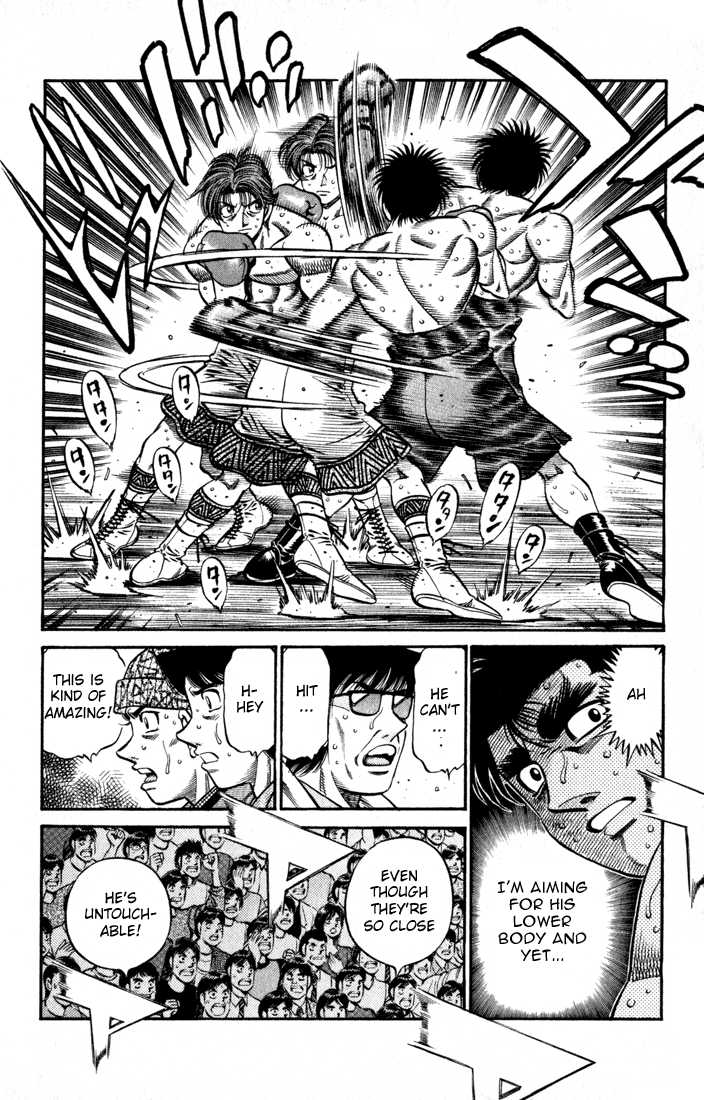 タタン
タン
タン
タタン
タン
タタン
タン
AH
HE
CAN'T
...
HIT
...
H-
HEY
THIS IS
KIND OF
AMAZING!
I'M AIMING
FOR HIS
LOWER
BODY AND
YET...
EVEN
THOUGH
THEY'RE
SO CLOSE
HE'S
UNTOUCH-
ABLE!